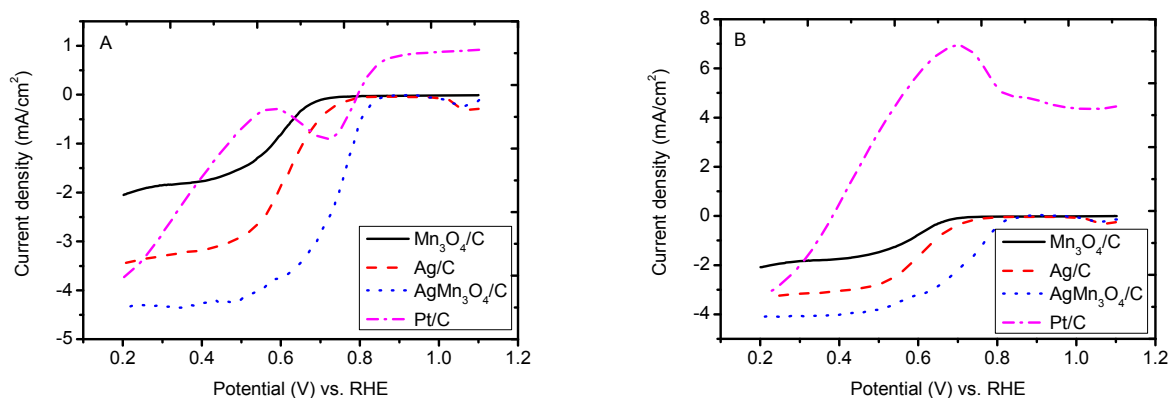 A
Current density (mA/cm²)
1
0
-1
-2
-3
-4
-5
Mn₃O₄/C
Ag/C
AgMn₃O₄/C
Pt/C
0.2 0.4 0.6 0.8 1.0 1.2
Potential (V) vs. RHE
B
Current density (mA/cm²)
8
6
4
2
0
-2
-4
Mn₃O₄/C
Ag/C
AgMn₃O₄/C
Pt/C
0.2 0.4 0.6 0.8 1.0 1.2
Potential (V) vs. RHE